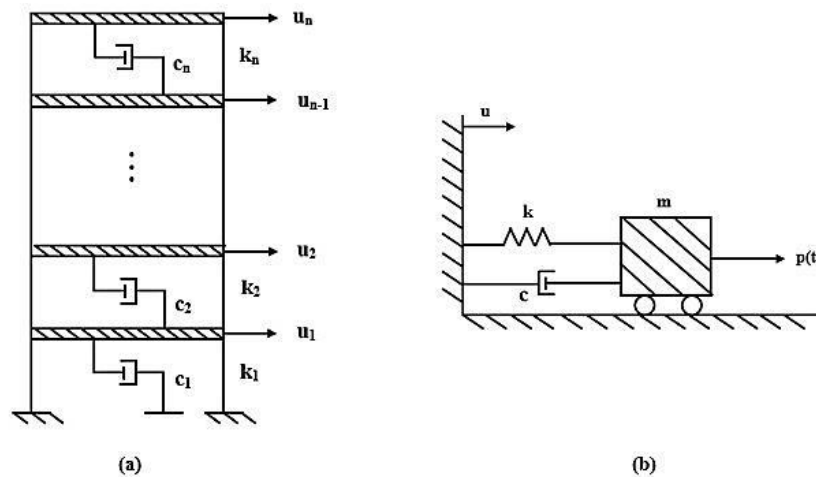 uₙ
cₙ
kₙ
uₙ₋₁
⋮
u₂
c₂
k₂
u₁
c₁
k₁
(a)
u
k
m
p(t
c
(b)